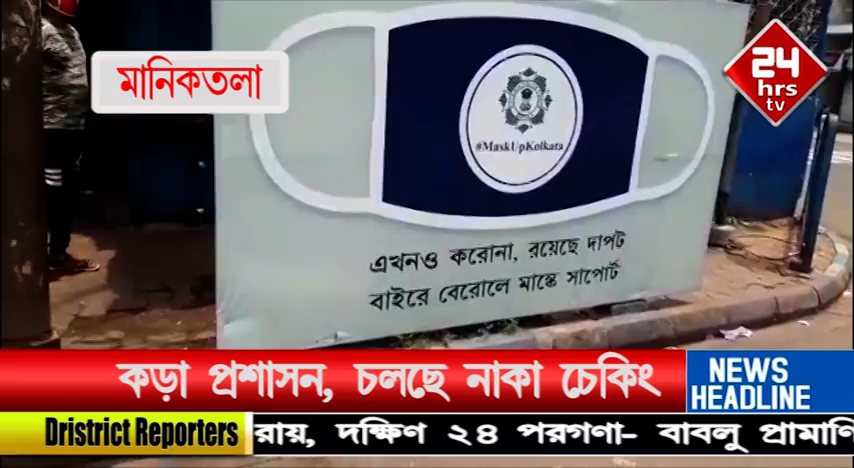 মানিকতলা
24
hrs
tv
#MaskUpKolkata
এখনও করোনা, রয়েছে দাপট
বাইরে বেরোলে মাস্কে সাপোর্ট
কড়া প্রশাসন, চলছে নাকা চেকিং
NEWS
HEADLINE
Dristrict Reporters
রায়, দক্ষিণ ২৪ পরগণা- বাবলু প্রামাণি